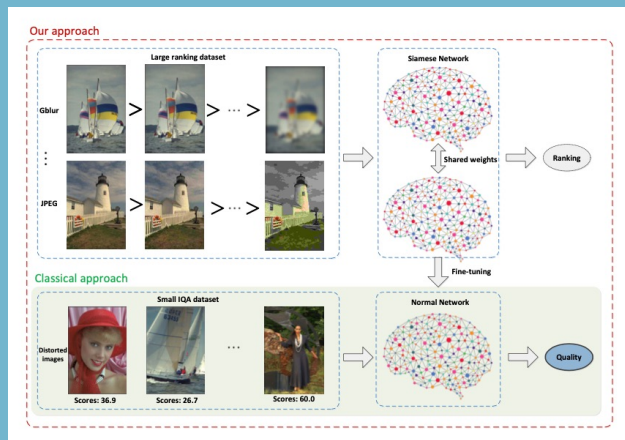 Our approach
Large ranking dataset
Siamese Network
Gblur
> > ... >
Shared weights
Ranking
JPEG
> > ... >
Fine-tuning
Classical approach
Small IQA dataset
Normal Network
Distorted
images
...
Quality
Scores: 36.9
Scores: 26.7
Scores: 60.0